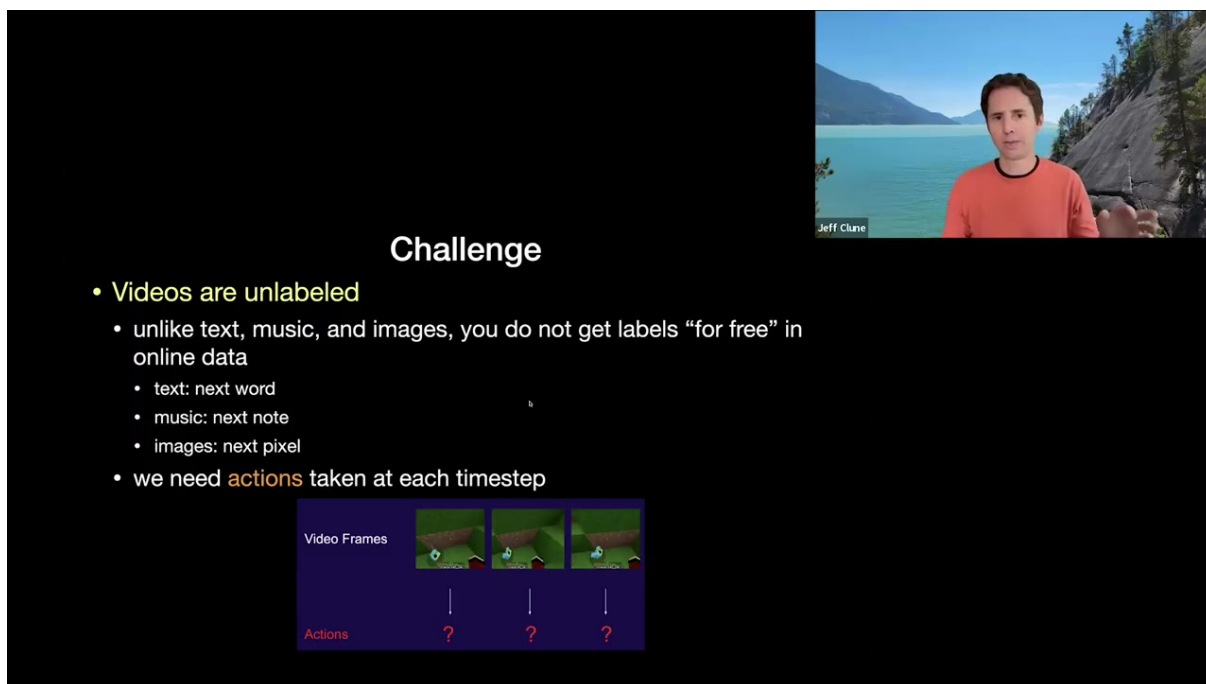 Jeff Clune
Challenge
• Videos are unlabeled
• unlike text, music, and images, you do not get labels “for free” in
online data
• text: next word
• music: next note
• images: next pixel
• we need actions taken at each timestep
Video Frames
Actions
? ? ?